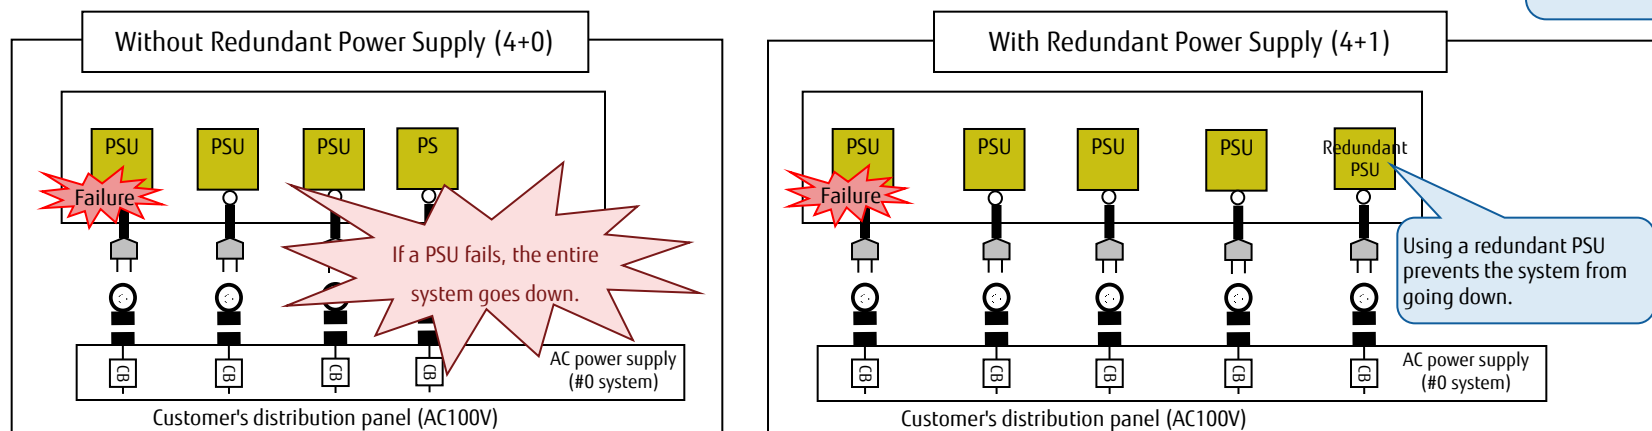 Without Redundant Power Supply (4+0)
PSU
PSU
PSU
PS
Failure
If a PSU fails, the entire
system goes down.
CB
CB
CB
CB
AC power supply
(#0 system)
Customer's distribution panel (AC100V)
With Redundant Power Supply (4+1)
PSU
PSU
PSU
PSU
Redundant
PSU
Failure
Using a redundant PSU
prevents the system from
going down.
CB
CB
CB
CB
CB
AC power supply
(#0 system)
Customer's distribution panel (AC100V)